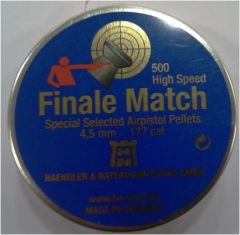 500
High Speed
Finale Match
Special Selected Airpistol Pellets
4,5 mm - 177 cal.
HAENDLER & NATERMANN SPORT GMBH
MADE IN GERMANY